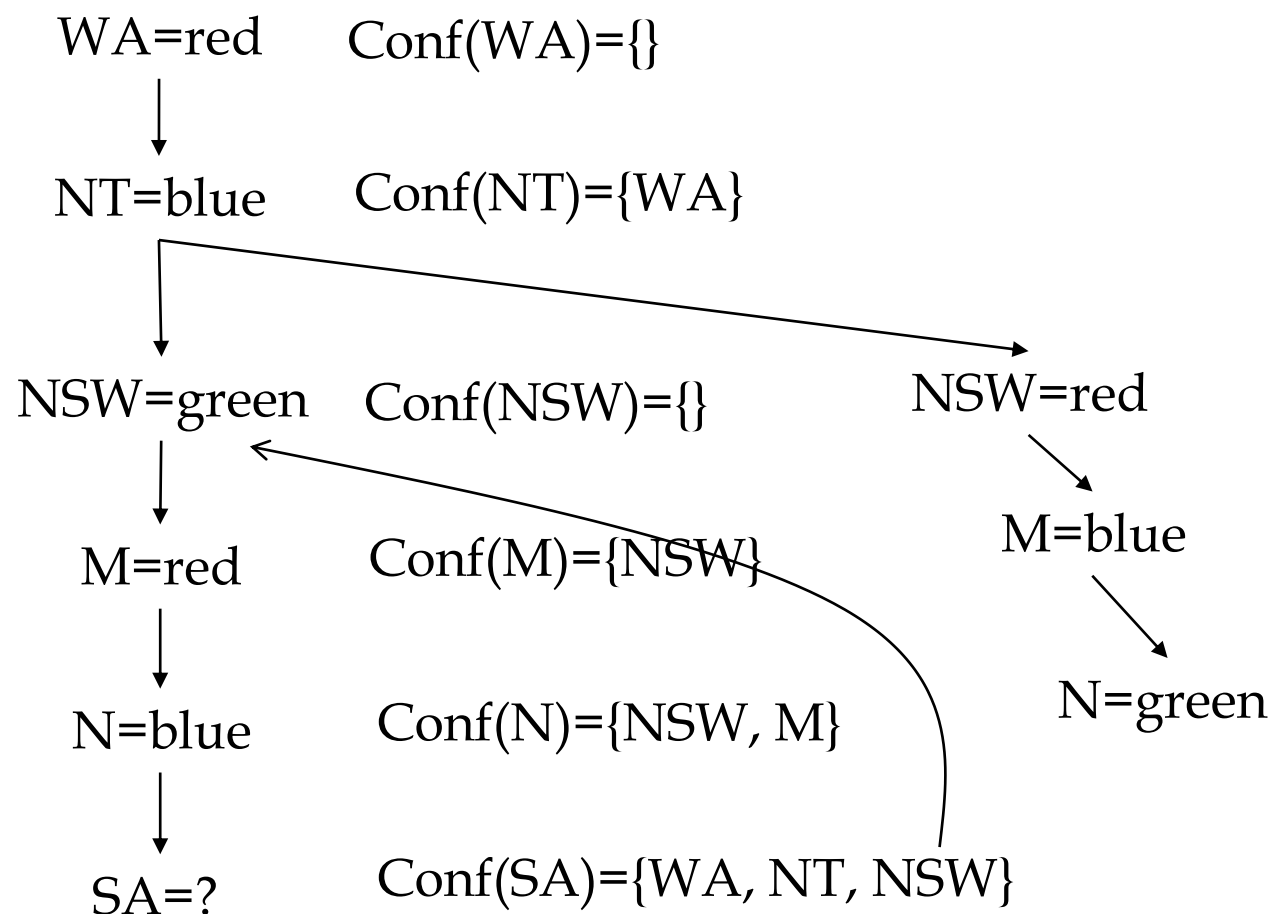 WA=red Conf(WA)={}
NT=blue Conf(NT)={WA}
NSW=green Conf(NSW)={} NSW=red
M=red Conf(M)={NSW} M=blue
N=blue Conf(N)={NSW, M} N=green
SA=? Conf(SA)={WA, NT, NSW}